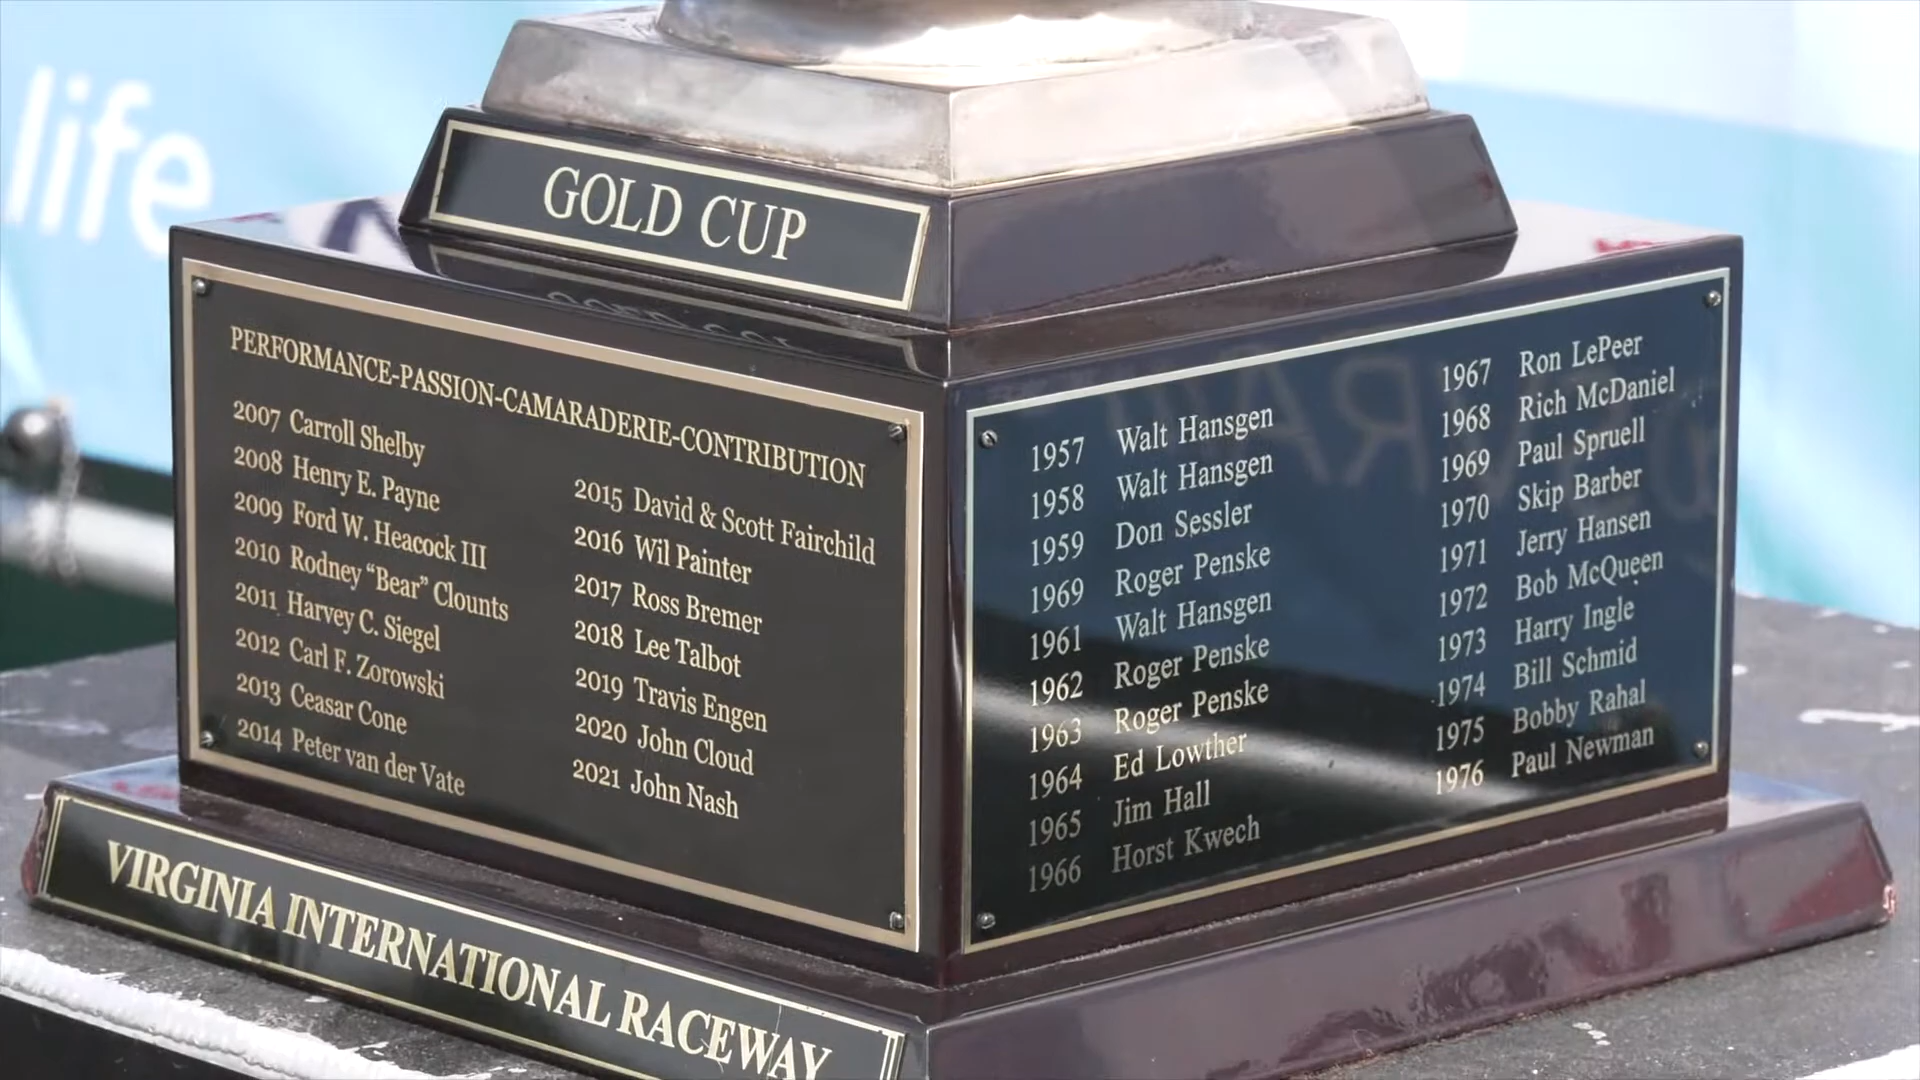 life
GOLD CUP
PERFORMANCE-PASSION-CAMARADERIE-CONTRIBUTION
2007 Carroll Shelby
2008 Henry E. Payne
2009 Ford W. Heacock III
2010 Rodney “Bear” Clounts
2011 Harvey C. Siegel
2012 Carl F. Zorowski
2013 Ceasar Cone
2014 Peter van der Vate
2015 David & Scott Fairchild
2016 Wil Painter
2017 Ross Bremer
2018 Lee Talbot
2019 Travis Engen
2020 John Cloud
2021 John Nash
1957 Walt Hansgen
1958 Walt Hansgen
1959 Don Sessler
1969 Roger Penske
1961 Walt Hansgen
1962 Roger Penske
1963 Roger Penske
1964 Ed Lowther
1965 Jim Hall
1966 Horst Kwech
1967 Ron LePeer
1968 Rich McDaniel
1969 Paul Spruell
1970 Skip Barber
1971 Jerry Hansen
1972 Bob McQueen
1973 Harry Ingle
1974 Bill Schmid
1975 Bobby Rahal
1976 Paul Newman
VIRGINIA INTERNATIONAL RACEWAY